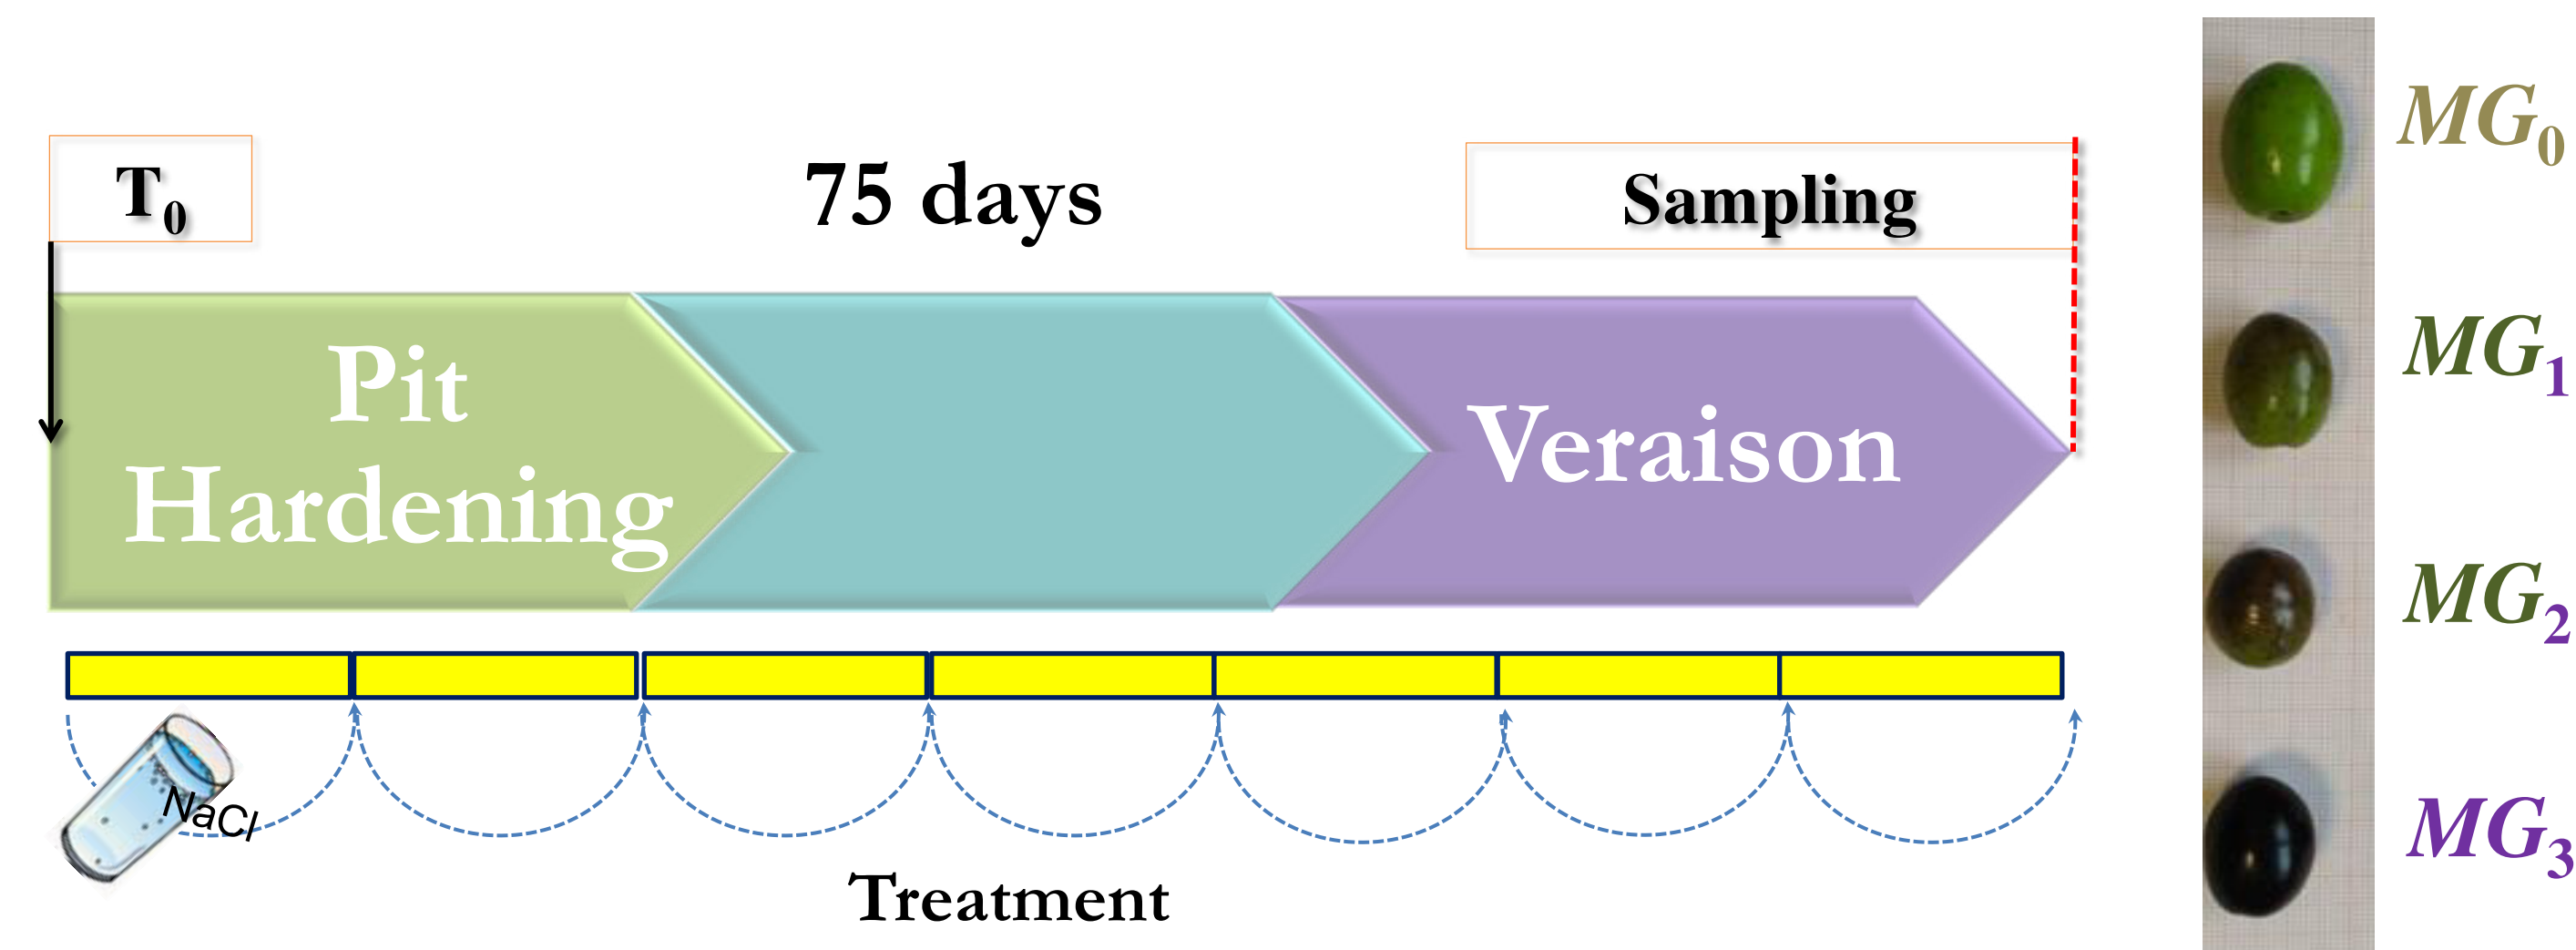 T₀
75 days
Sampling
Pit
Hardening
Veraison
NaCl
Treatment
MG₀
MG₁
MG₂
MG₃